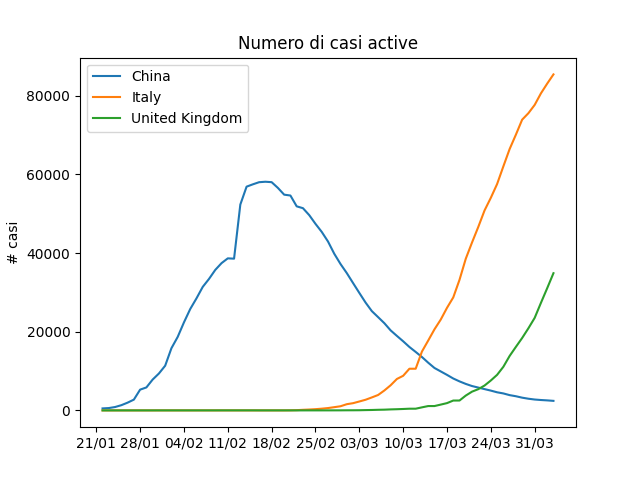 Numero di casi active
China
Italy
United Kingdom
# casi
80000
60000
40000
20000
0
21/01 28/01 04/02 11/02 18/02 25/02 03/03 10/03 17/03 24/03 31/03